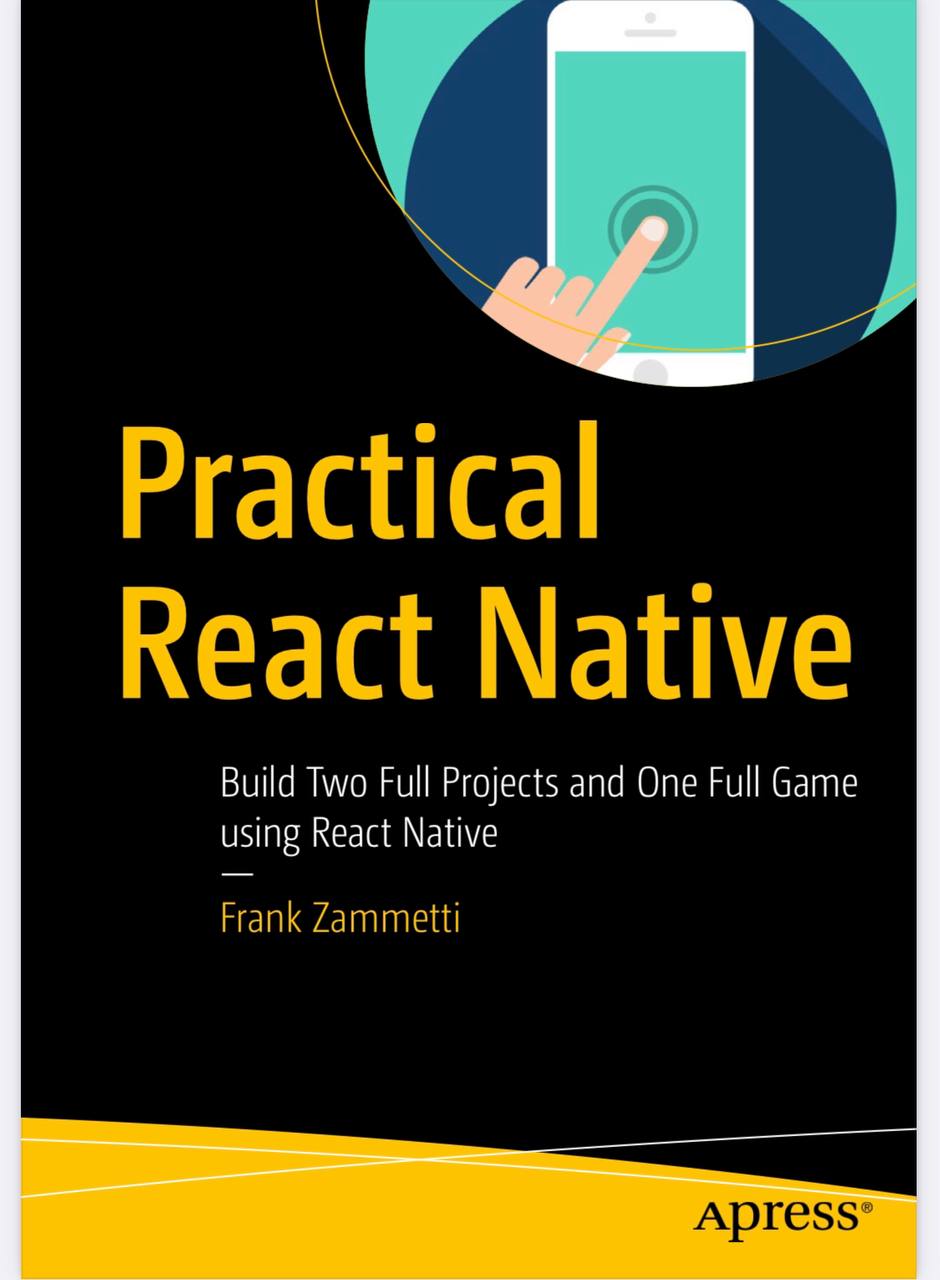 Practical
React Native
Build Two Full Projects and One Full Game
using React Native
—
Frank Zammetti
Apress®